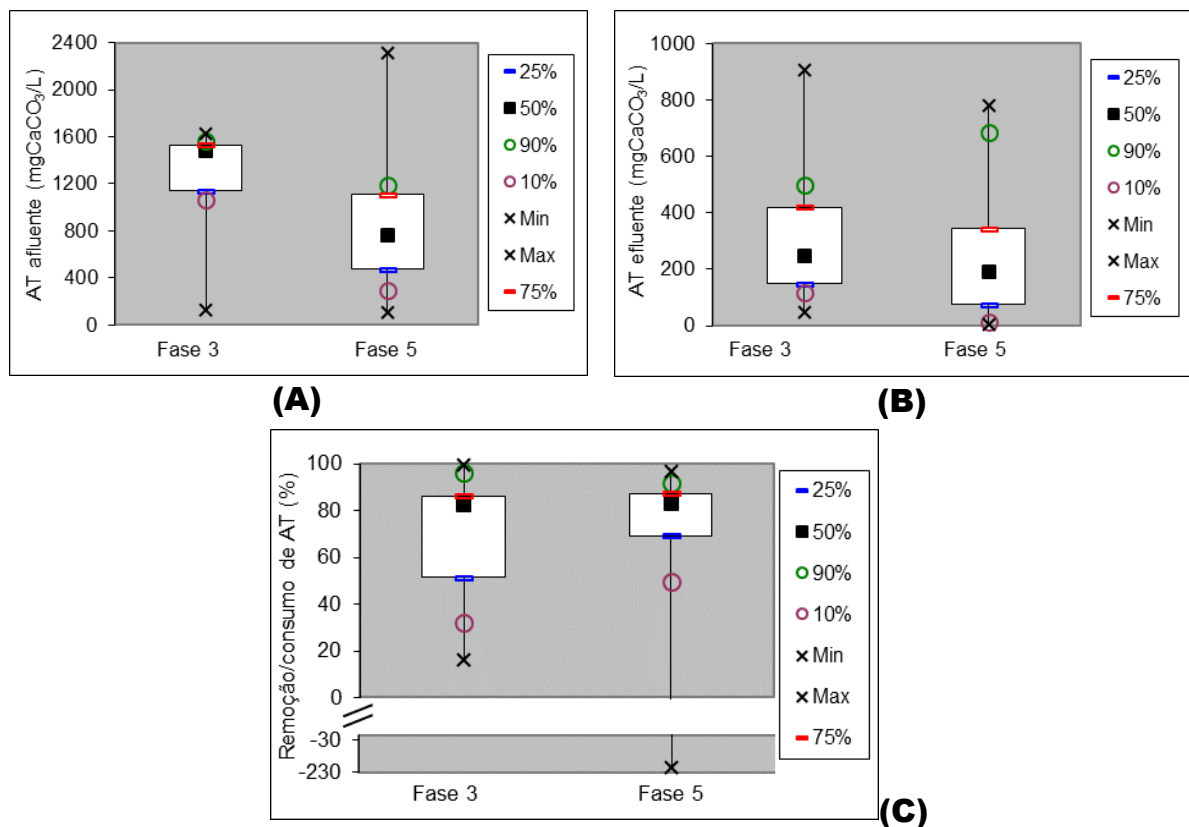 AT afluente (mgCaCO3/L)
2400
2000
1600
1200
800
400
0
Fase 3 Fase 5
25%
50%
90%
10%
Min
Max
75%
(A)
AT efluente (mgCaCO3/L)
1000
800
600
400
200
0
Fase 3 Fase 5
25%
50%
90%
10%
Min
Max
75%
(B)
Remoção/consumo de AT (%)
100
80
60
40
20
0
-30
-230
Fase 3 Fase 5
25%
50%
90%
10%
Min
Max
75%
(C)